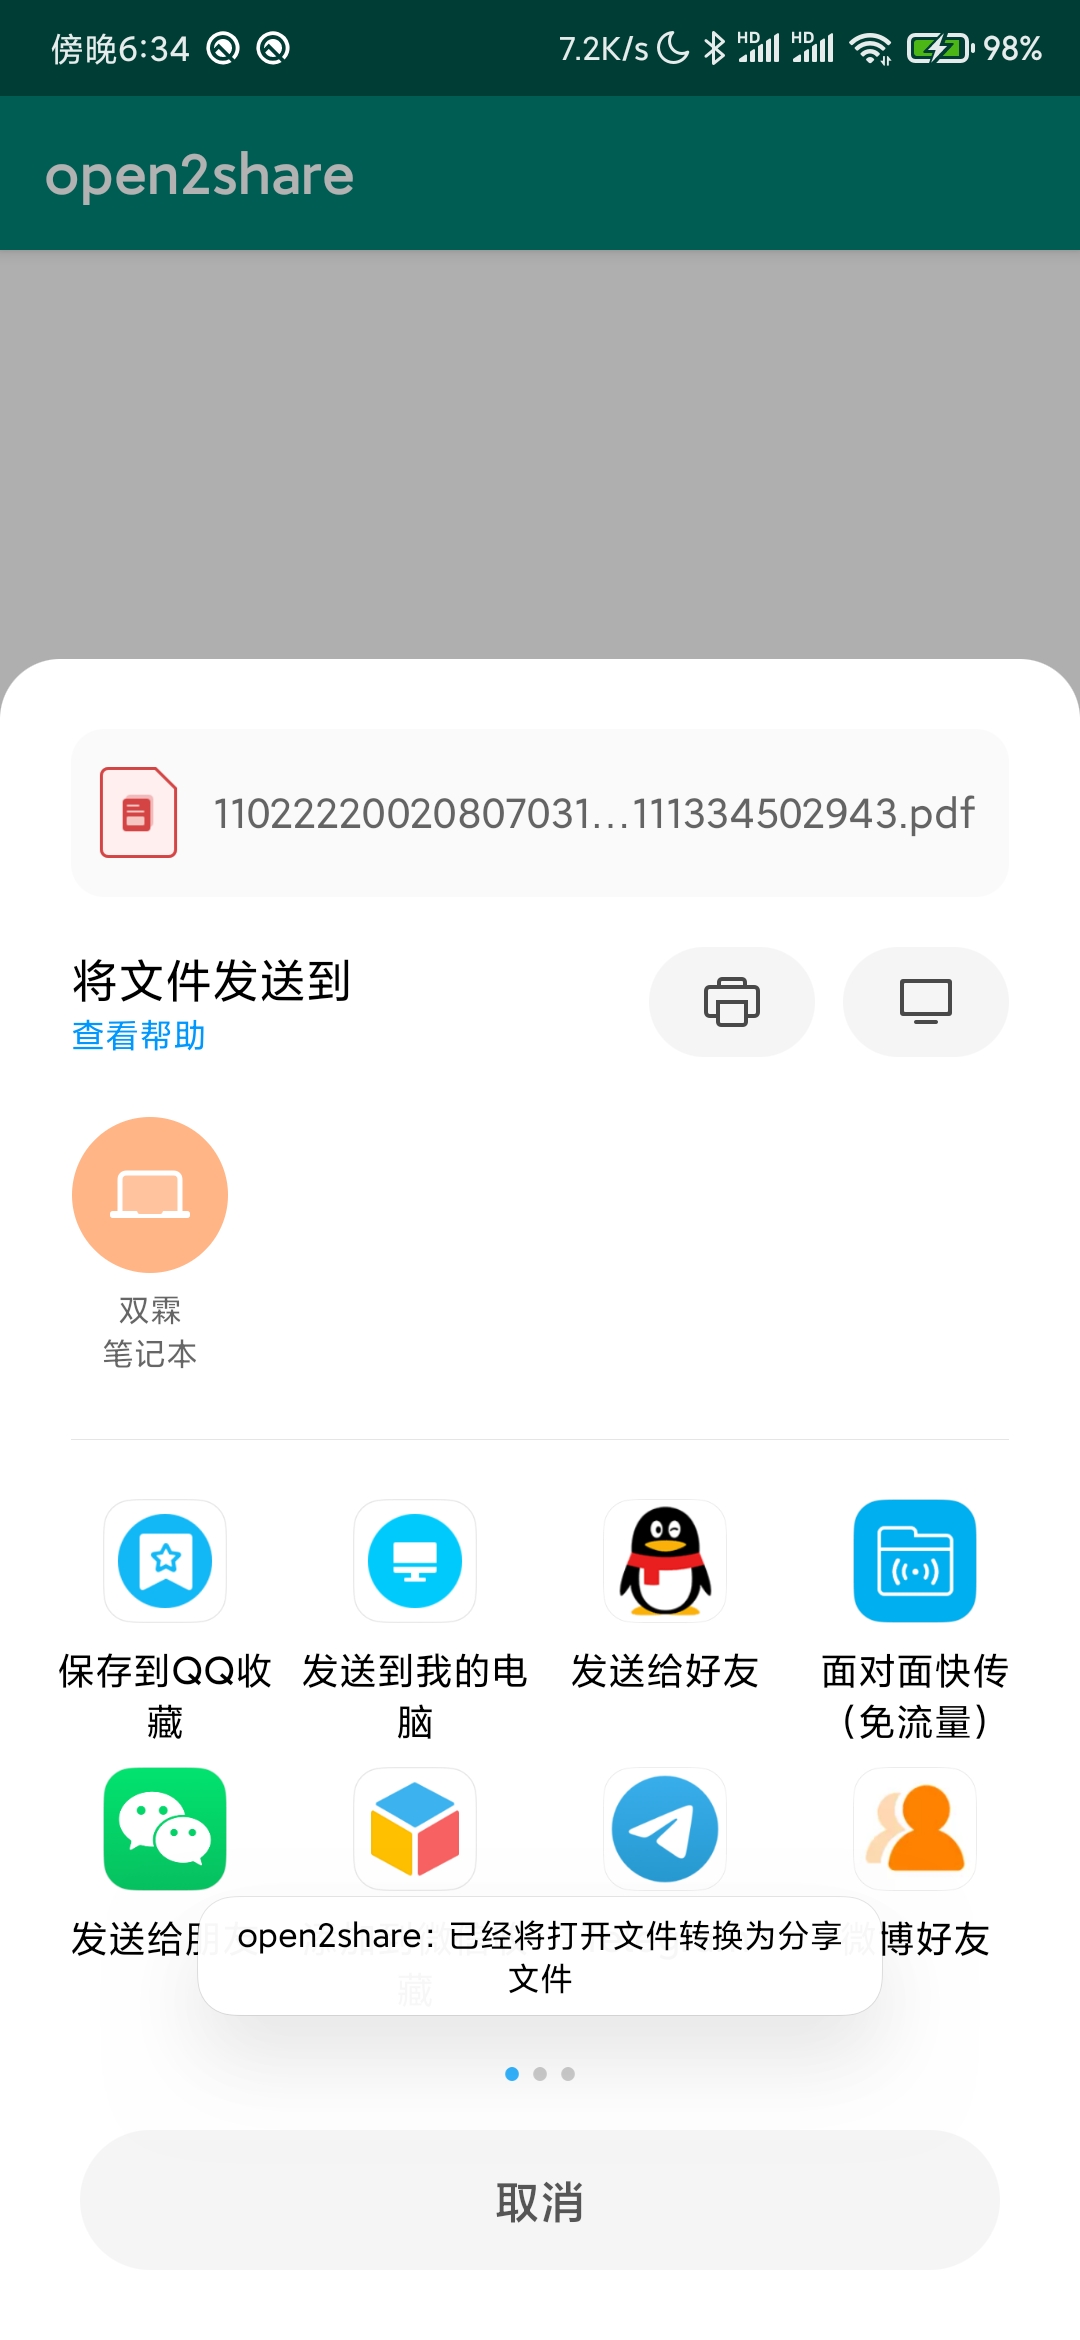 傍晚6:34
7.2K/s
HD
HD
98%
open2share
11022220020807031...111334502943.pdf
将文件发送到
查看帮助
双霖
笔记本
保存到QQ收
藏
发送到我的电
脑
发送给好友
面对面快传
（免流量）
发送给朋友
微博好友
藏
open2share：已经将打开文件转换为分享
文件
取消